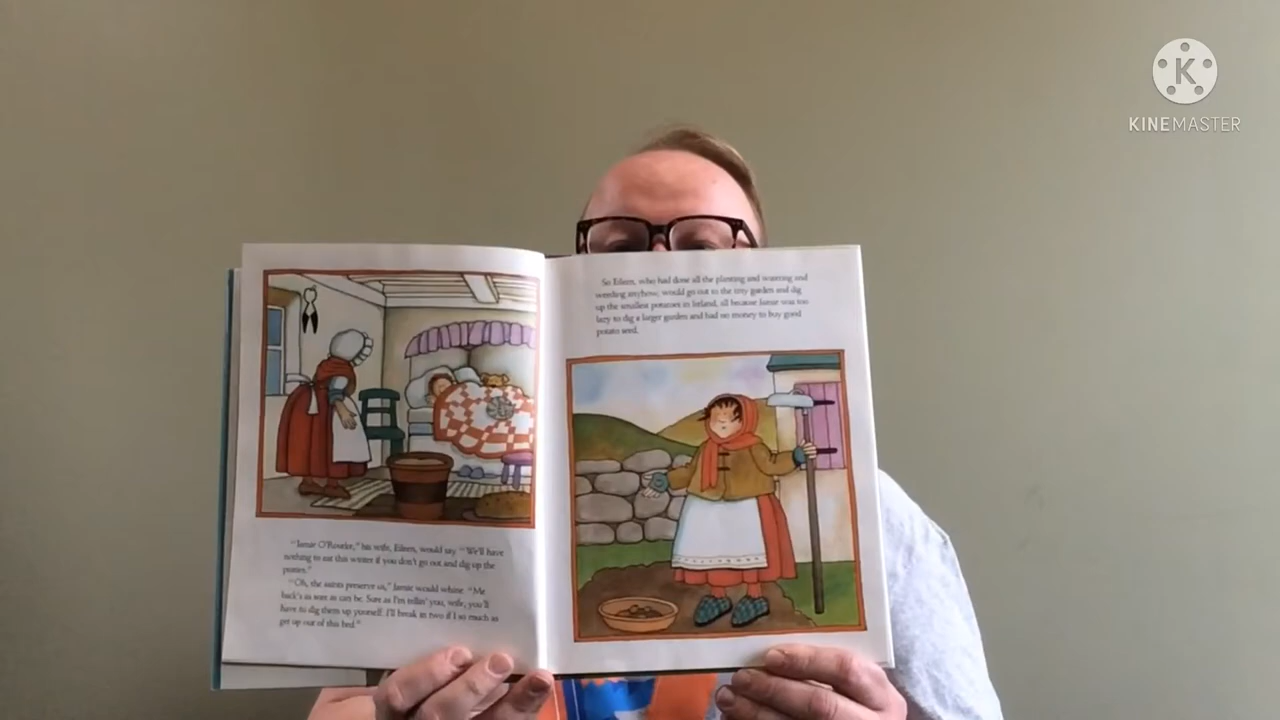 "Jamie O'Rourke," his wife, Eileen, would say. "We'll have
nothing to eat this winter if you don't go out and dig up the
praties."
"Oh, the saints preserve us," Jamie would whine. "Me
back's as sore as can be. Sure as I'm tellin' you, wife, you'll
have to dig them up yourself. I'll break in two if I so much as
get up out of this bed."
So Eileen, who had done all the planting and watering and
weeding anyhow, would go out to the tiny garden and dig
up the smallest potatoes in Ireland, all because Jamie was too
lazy to dig a larger garden and had no money to buy good
potato seed.
K
KINEMASTER